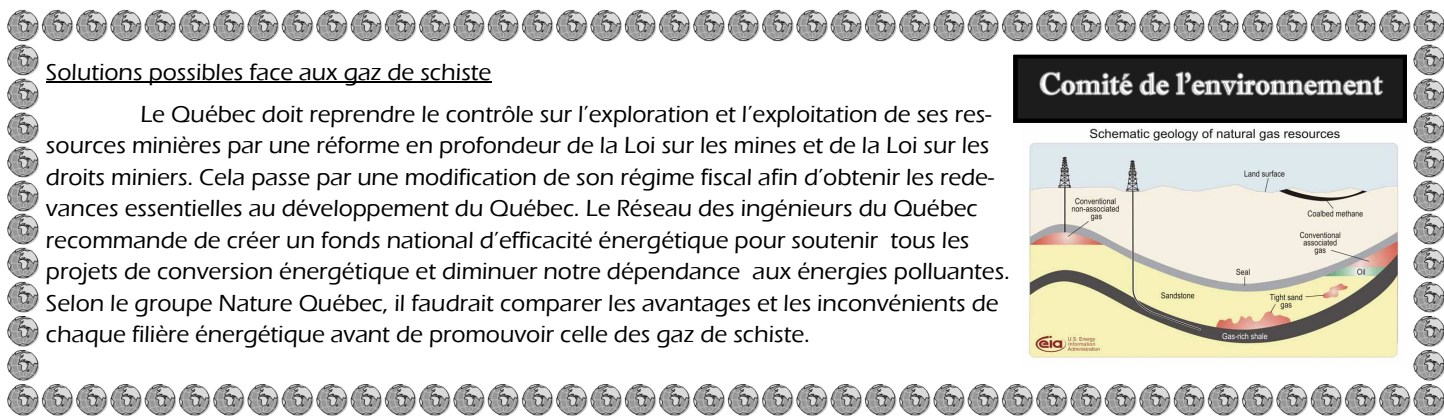 Solutions possibles face aux gaz de schiste
Le Québec doit reprendre le contrôle sur l'exploration et l'exploitation de ses res-
sources minières par une réforme en profondeur de la Loi sur les mines et de la Loi sur les
droits miniers. Cela passe par une modification de son régime fiscal afin d'obtenir les rede-
vances essentielles au développement du Québec. Le Réseau des ingénieurs du Québec
recommande de créer un fonds national d'efficacité énergétique pour soutenir tous les
projets de conversion énergétique et diminuer notre dépendance aux énergies polluantes.
Selon le groupe Nature Québec, il faudrait comparer les avantages et les inconvénients de
chaque filière énergétique avant de promouvoir celle des gaz de schiste.
Comité de l'environnement
Schematic geology of natural gas resources
Land surface
Conventional
non-associated
gas
Coalbed methane
Conventional
associated
gas
Seal
Oil
Sandstone
Tight sand
gas
Gas-rich shale
eia
U.S. Energy
Information
Administration